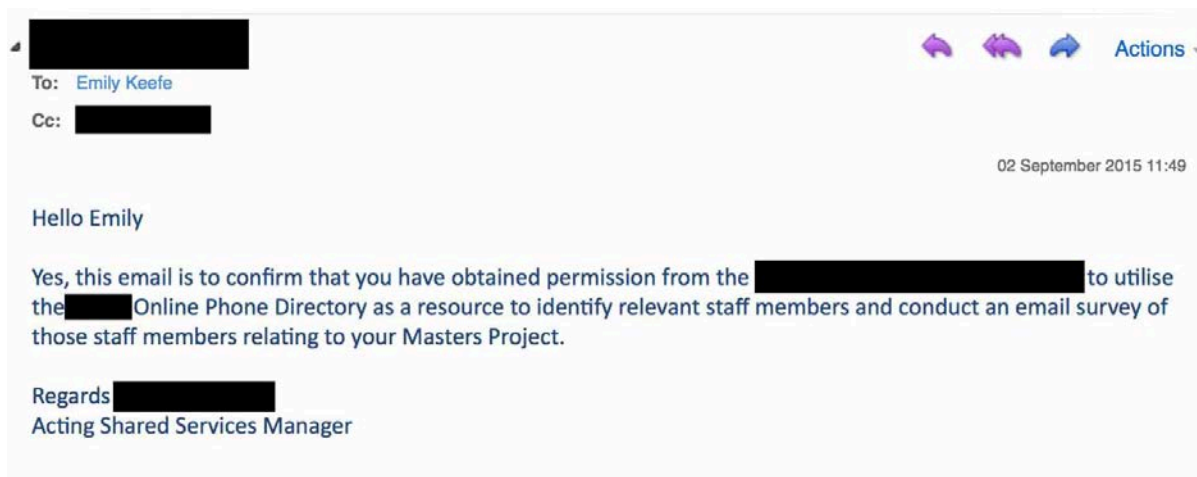 Actions
To: Emily Keefe
Cc:
02 September 2015 11:49
Hello Emily
Yes, this email is to confirm that you have obtained permission from the to utilise
the Online Phone Directory as a resource to identify relevant staff members and conduct an email survey of
those staff members relating to your Masters Project.
Regards
Acting Shared Services Manager